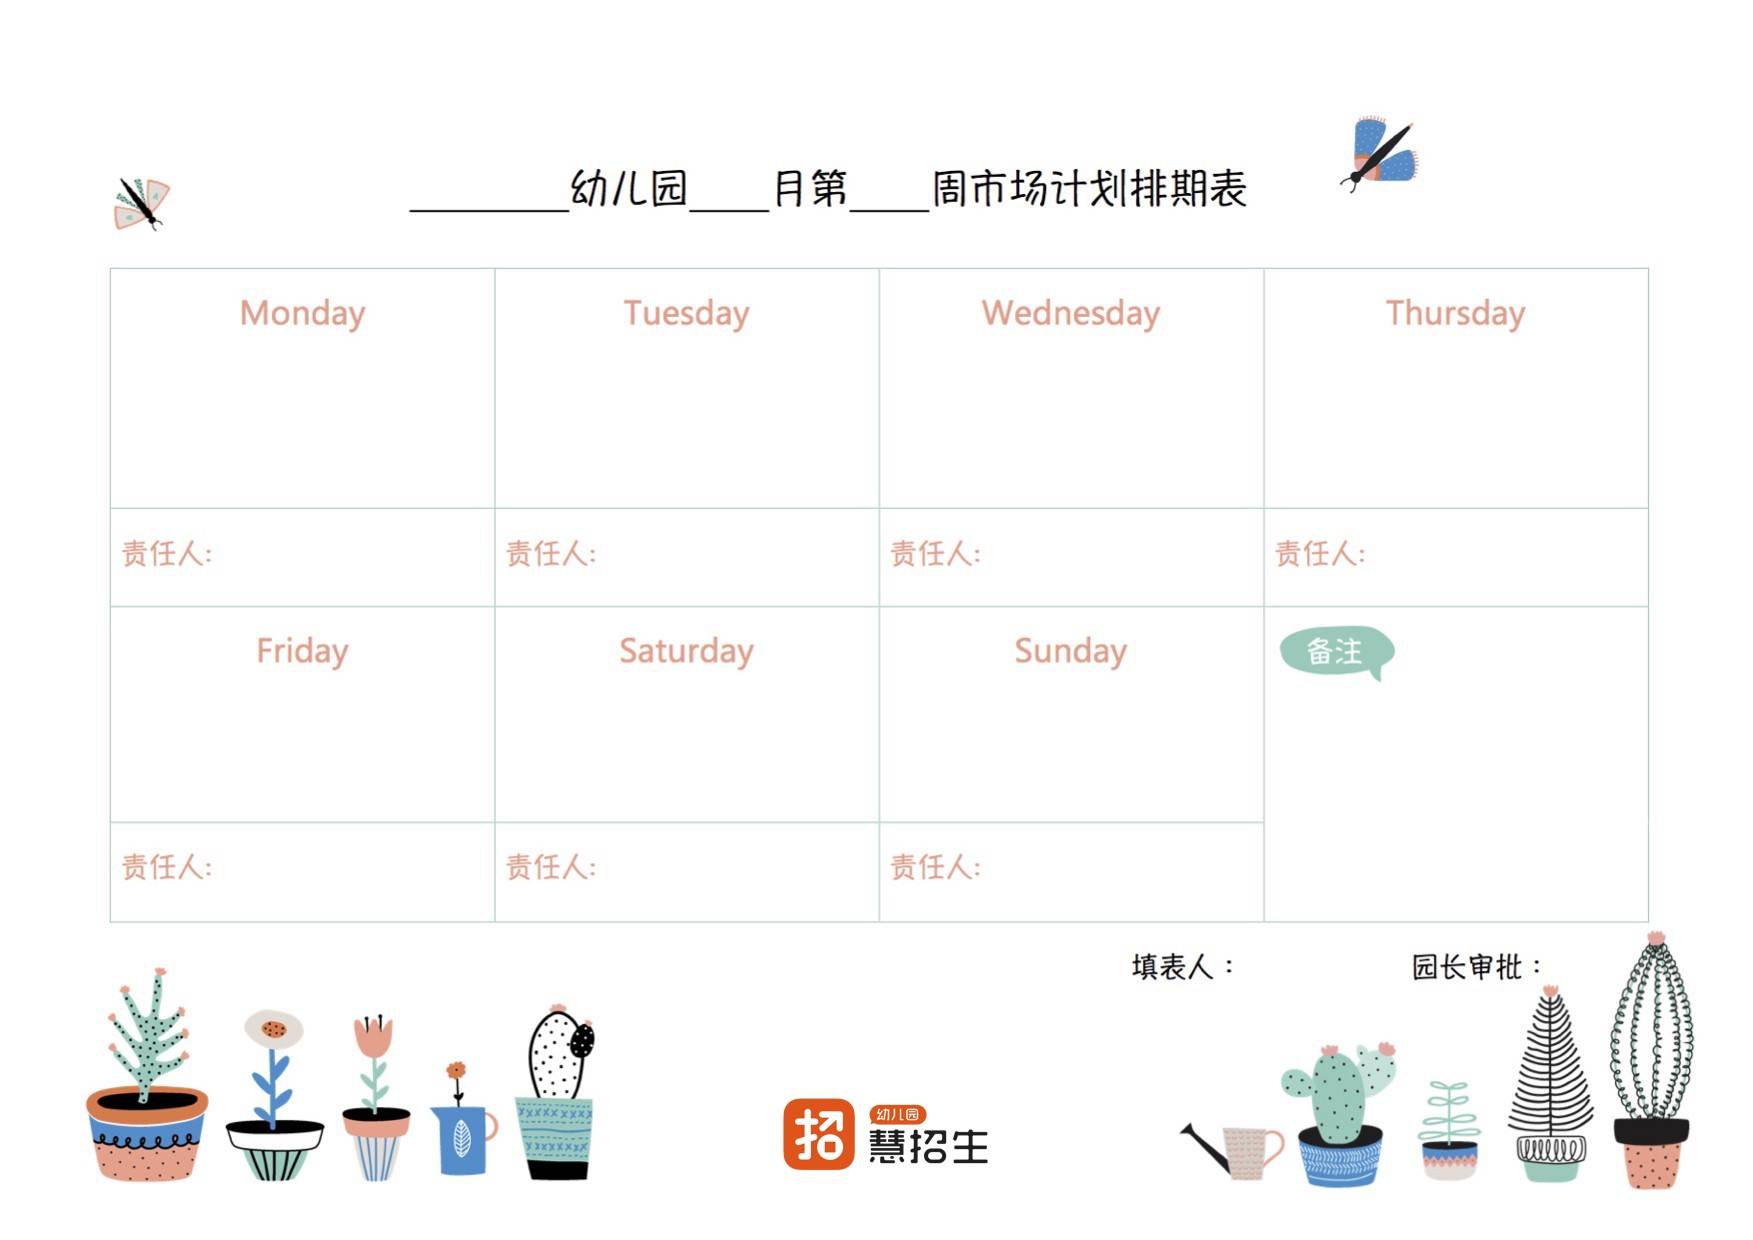 ________幼儿园____月第____周市场计划排期表
Monday Tuesday Wednesday Thursday
责任人: 责任人: 责任人: 责任人:
Friday Saturday Sunday 备注
责任人: 责任人: 责任人:
填表人： 园长审批：
招 幼儿园
慧招生